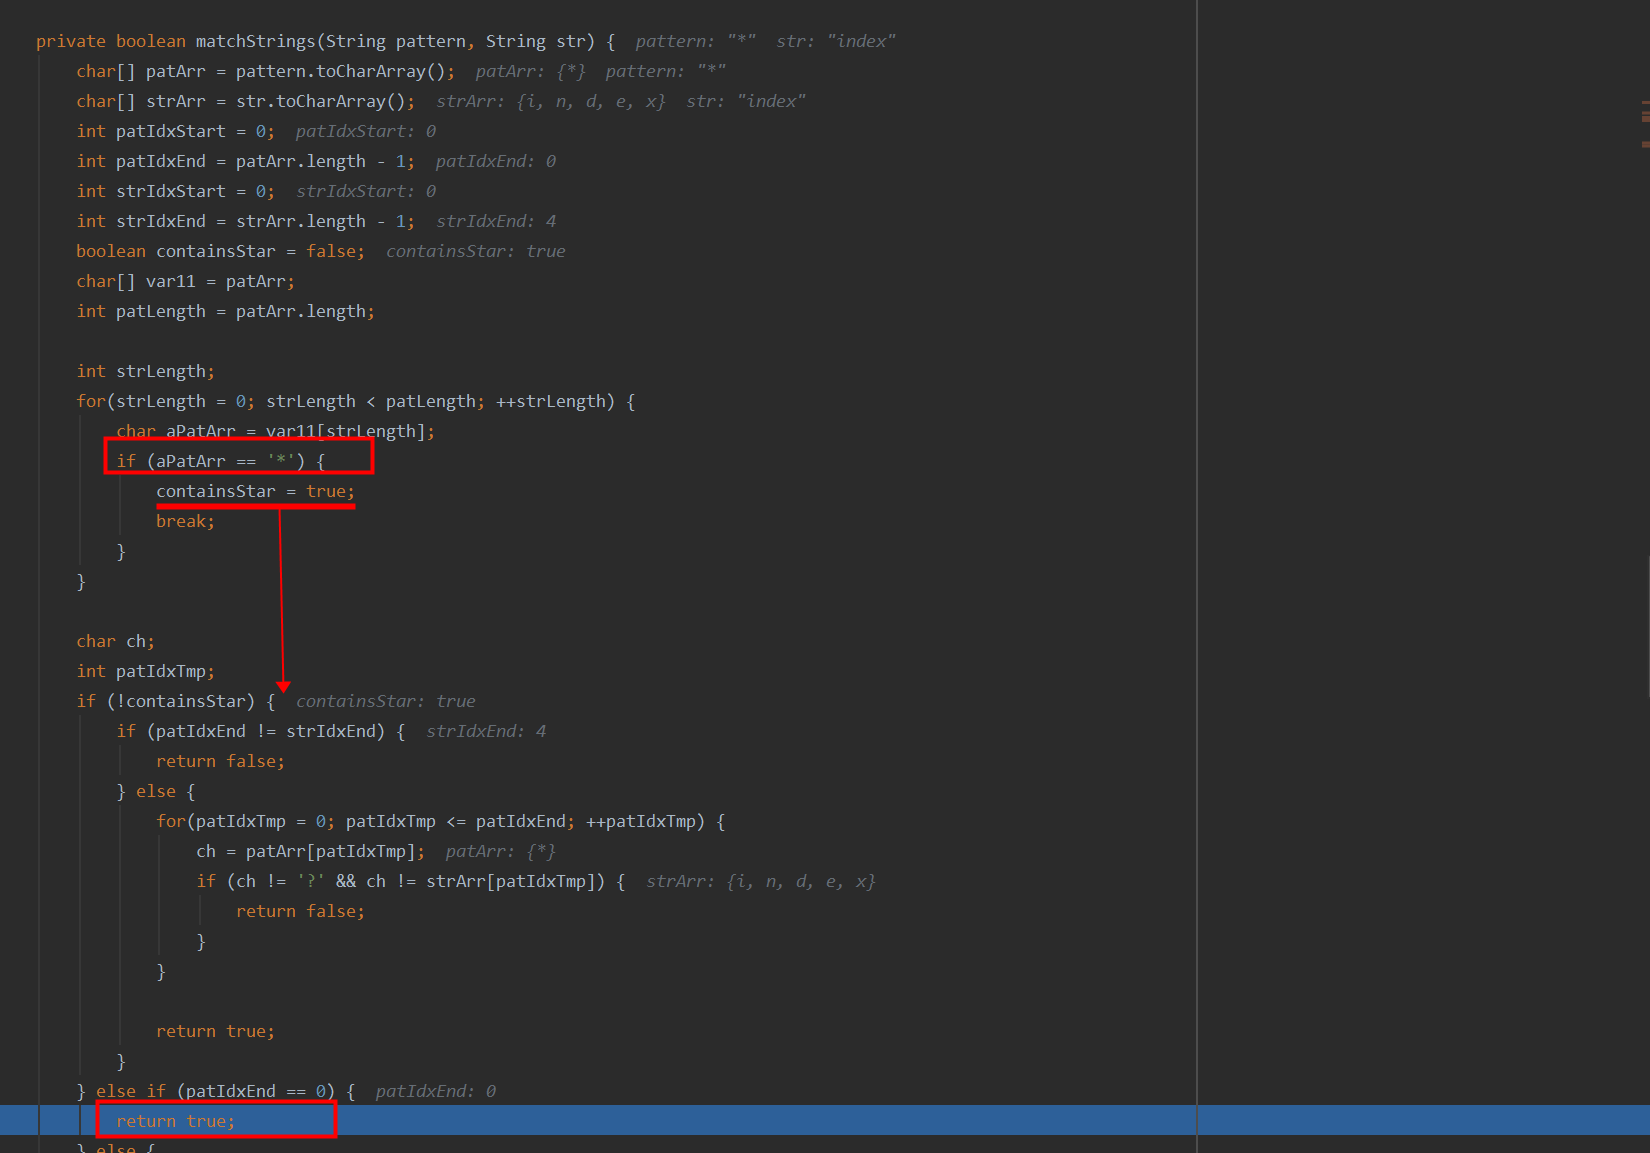 private boolean matchStrings(String pattern, String str) {  pattern: "*"  str: "index"
    char[] patArr = pattern.toCharArray();  patArr: {*}  pattern: "*"
    char[] strArr = str.toCharArray();  strArr: {i, n, d, e, x}  str: "index"
    int patIdxStart = 0;  patIdxStart: 0
    int patIdxEnd = patArr.length - 1;  patIdxEnd: 0
    int strIdxStart = 0;  strIdxStart: 0
    int strIdxEnd = strArr.length - 1;  strIdxEnd: 4
    boolean containsStar = false;  containsStar: true
    char[] var11 = patArr;
    int patLength = patArr.length;
    int strLength;
    for(strLength = 0; strLength < patLength; ++strLength) {
        char aPatArr = var11[strLength];
        if (aPatArr == '*') {
            containsStar = true;
            break;
        }
    }
    char ch;
    int patIdxTmp;
    if (!containsStar) {  containsStar: true
        if (patIdxEnd != strIdxEnd) {  strIdxEnd: 4
            return false;
        } else {
            for(patIdxTmp = 0; patIdxTmp <= patIdxEnd; ++patIdxTmp) {
                ch = patArr[patIdxTmp];  patArr: {*}
                if (ch != '?' && ch != strArr[patIdxTmp]) {  strArr: {i, n, d, e, x}
                    return false;
                }
            }
            return true;
        }
    } else if (patIdxEnd == 0) {  patIdxEnd: 0
        return true;
    } else {